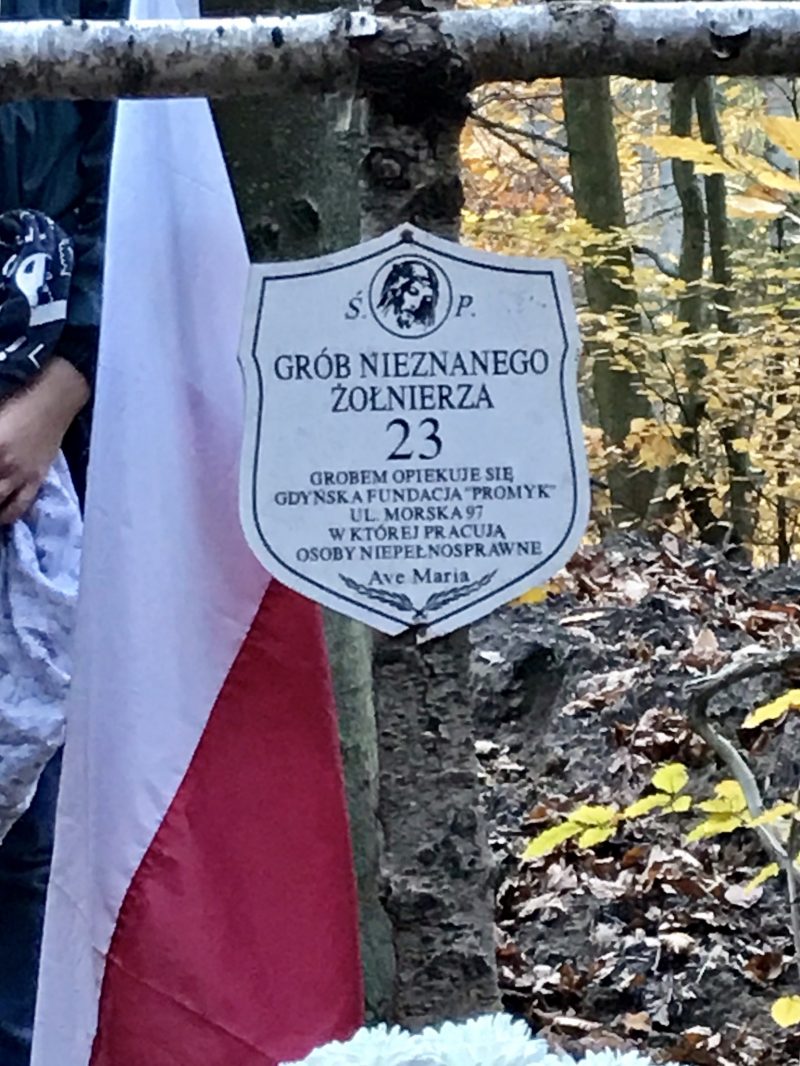 Ś. P.
GRÓB NIEZNANEGO
ŻOŁNIERZA
23
GROBEM OPIEKUJE SIĘ
GDYŃSKA FUNDACJA "PROMYK"
UL. MORSKA 97
W KTÓREJ PRACUJĄ
OSOBY NIEPEŁNOSPRAWNE
Ave Maria